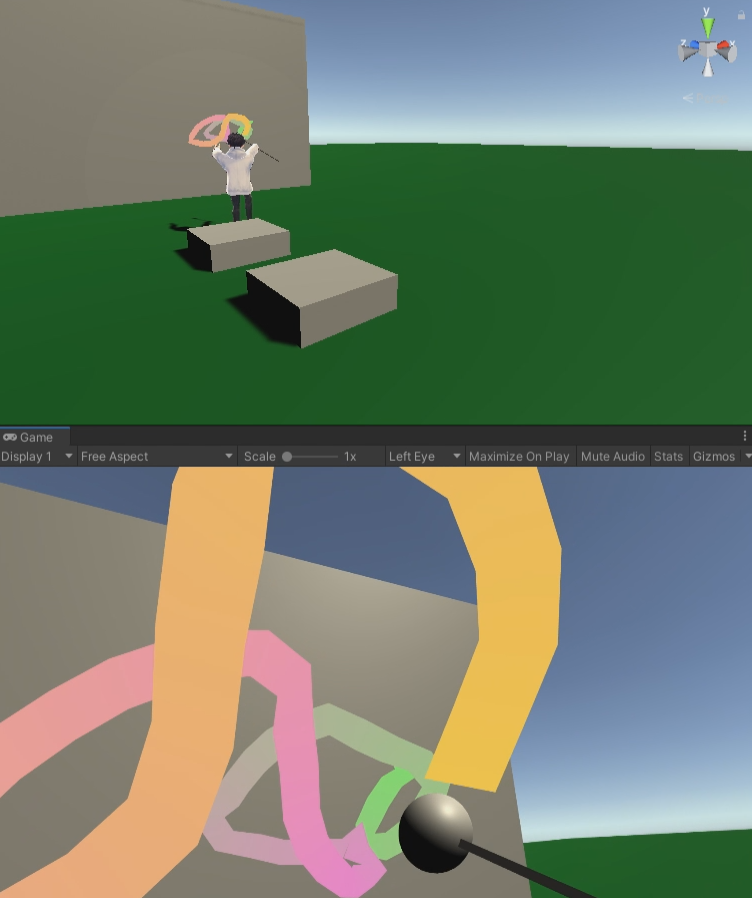 y
z x
Game
Display 1 Free Aspect Scale 1x Left Eye Maximize On Play Mute Audio Stats Gizmos